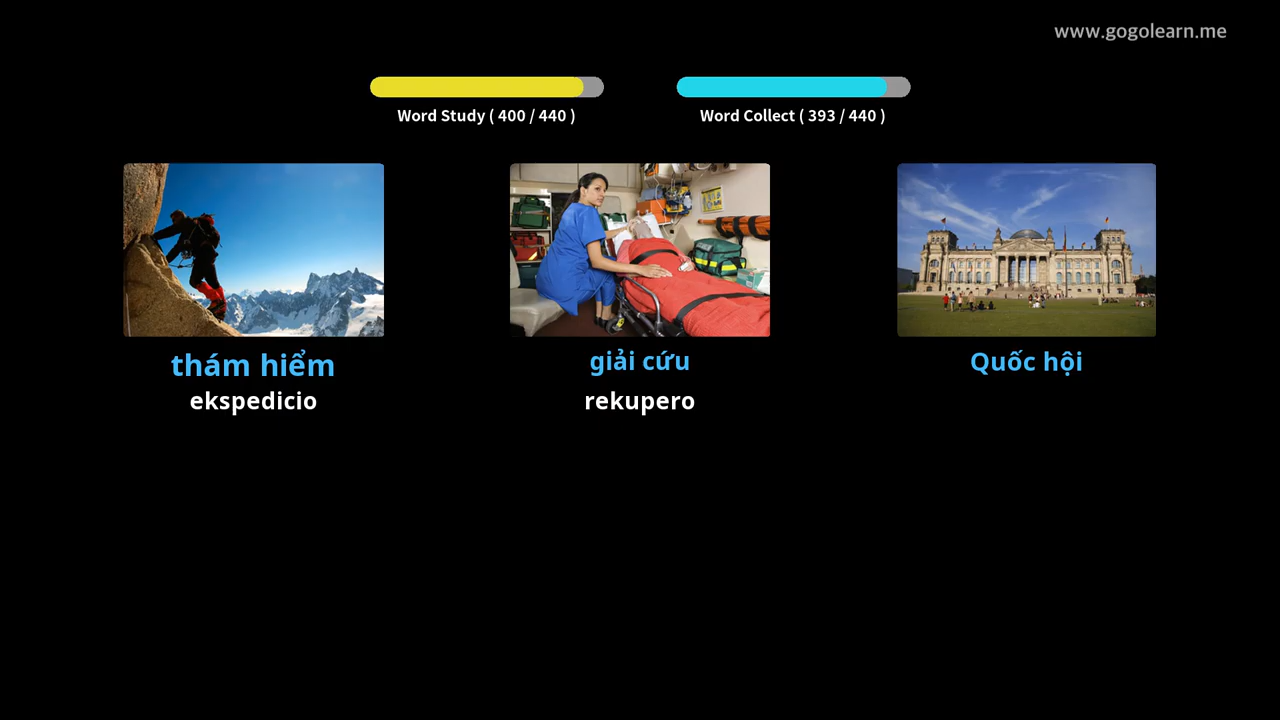 www.gogolearn.me
Word Study ( 400 / 440 )
Word Collect ( 393 / 440 )
thám hiểm
ekspedicio
giải cứu
rekupero
Quốc hội